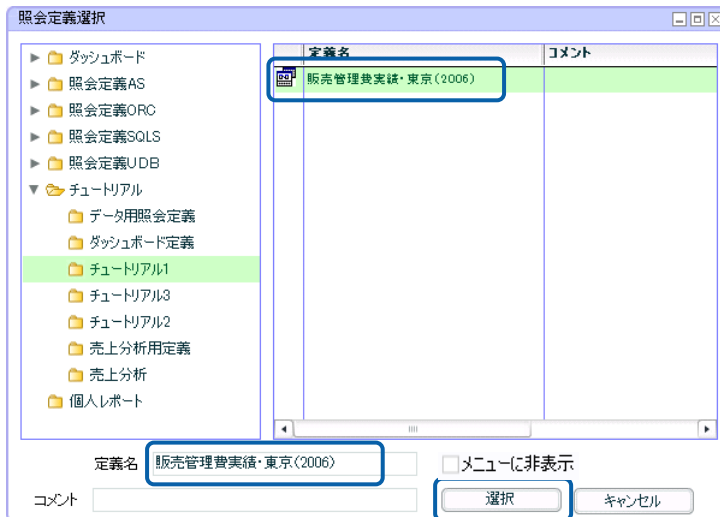 照会定義選択
ダッシュボード
照会定義AS
照会定義ORC
照会定義SQLS
照会定義UDB
チュートリアル
データ用照会定義
ダッシュボード定義
チュートリアル1
チュートリアル3
チュートリアル2
売上分析用定義
売上分析
個人レポート
定義名 コメント
販売管理費実績・東京(2006)
定義名 販売管理費実績・東京(2006) メニューに非表示
コメント 選択 キャンセル